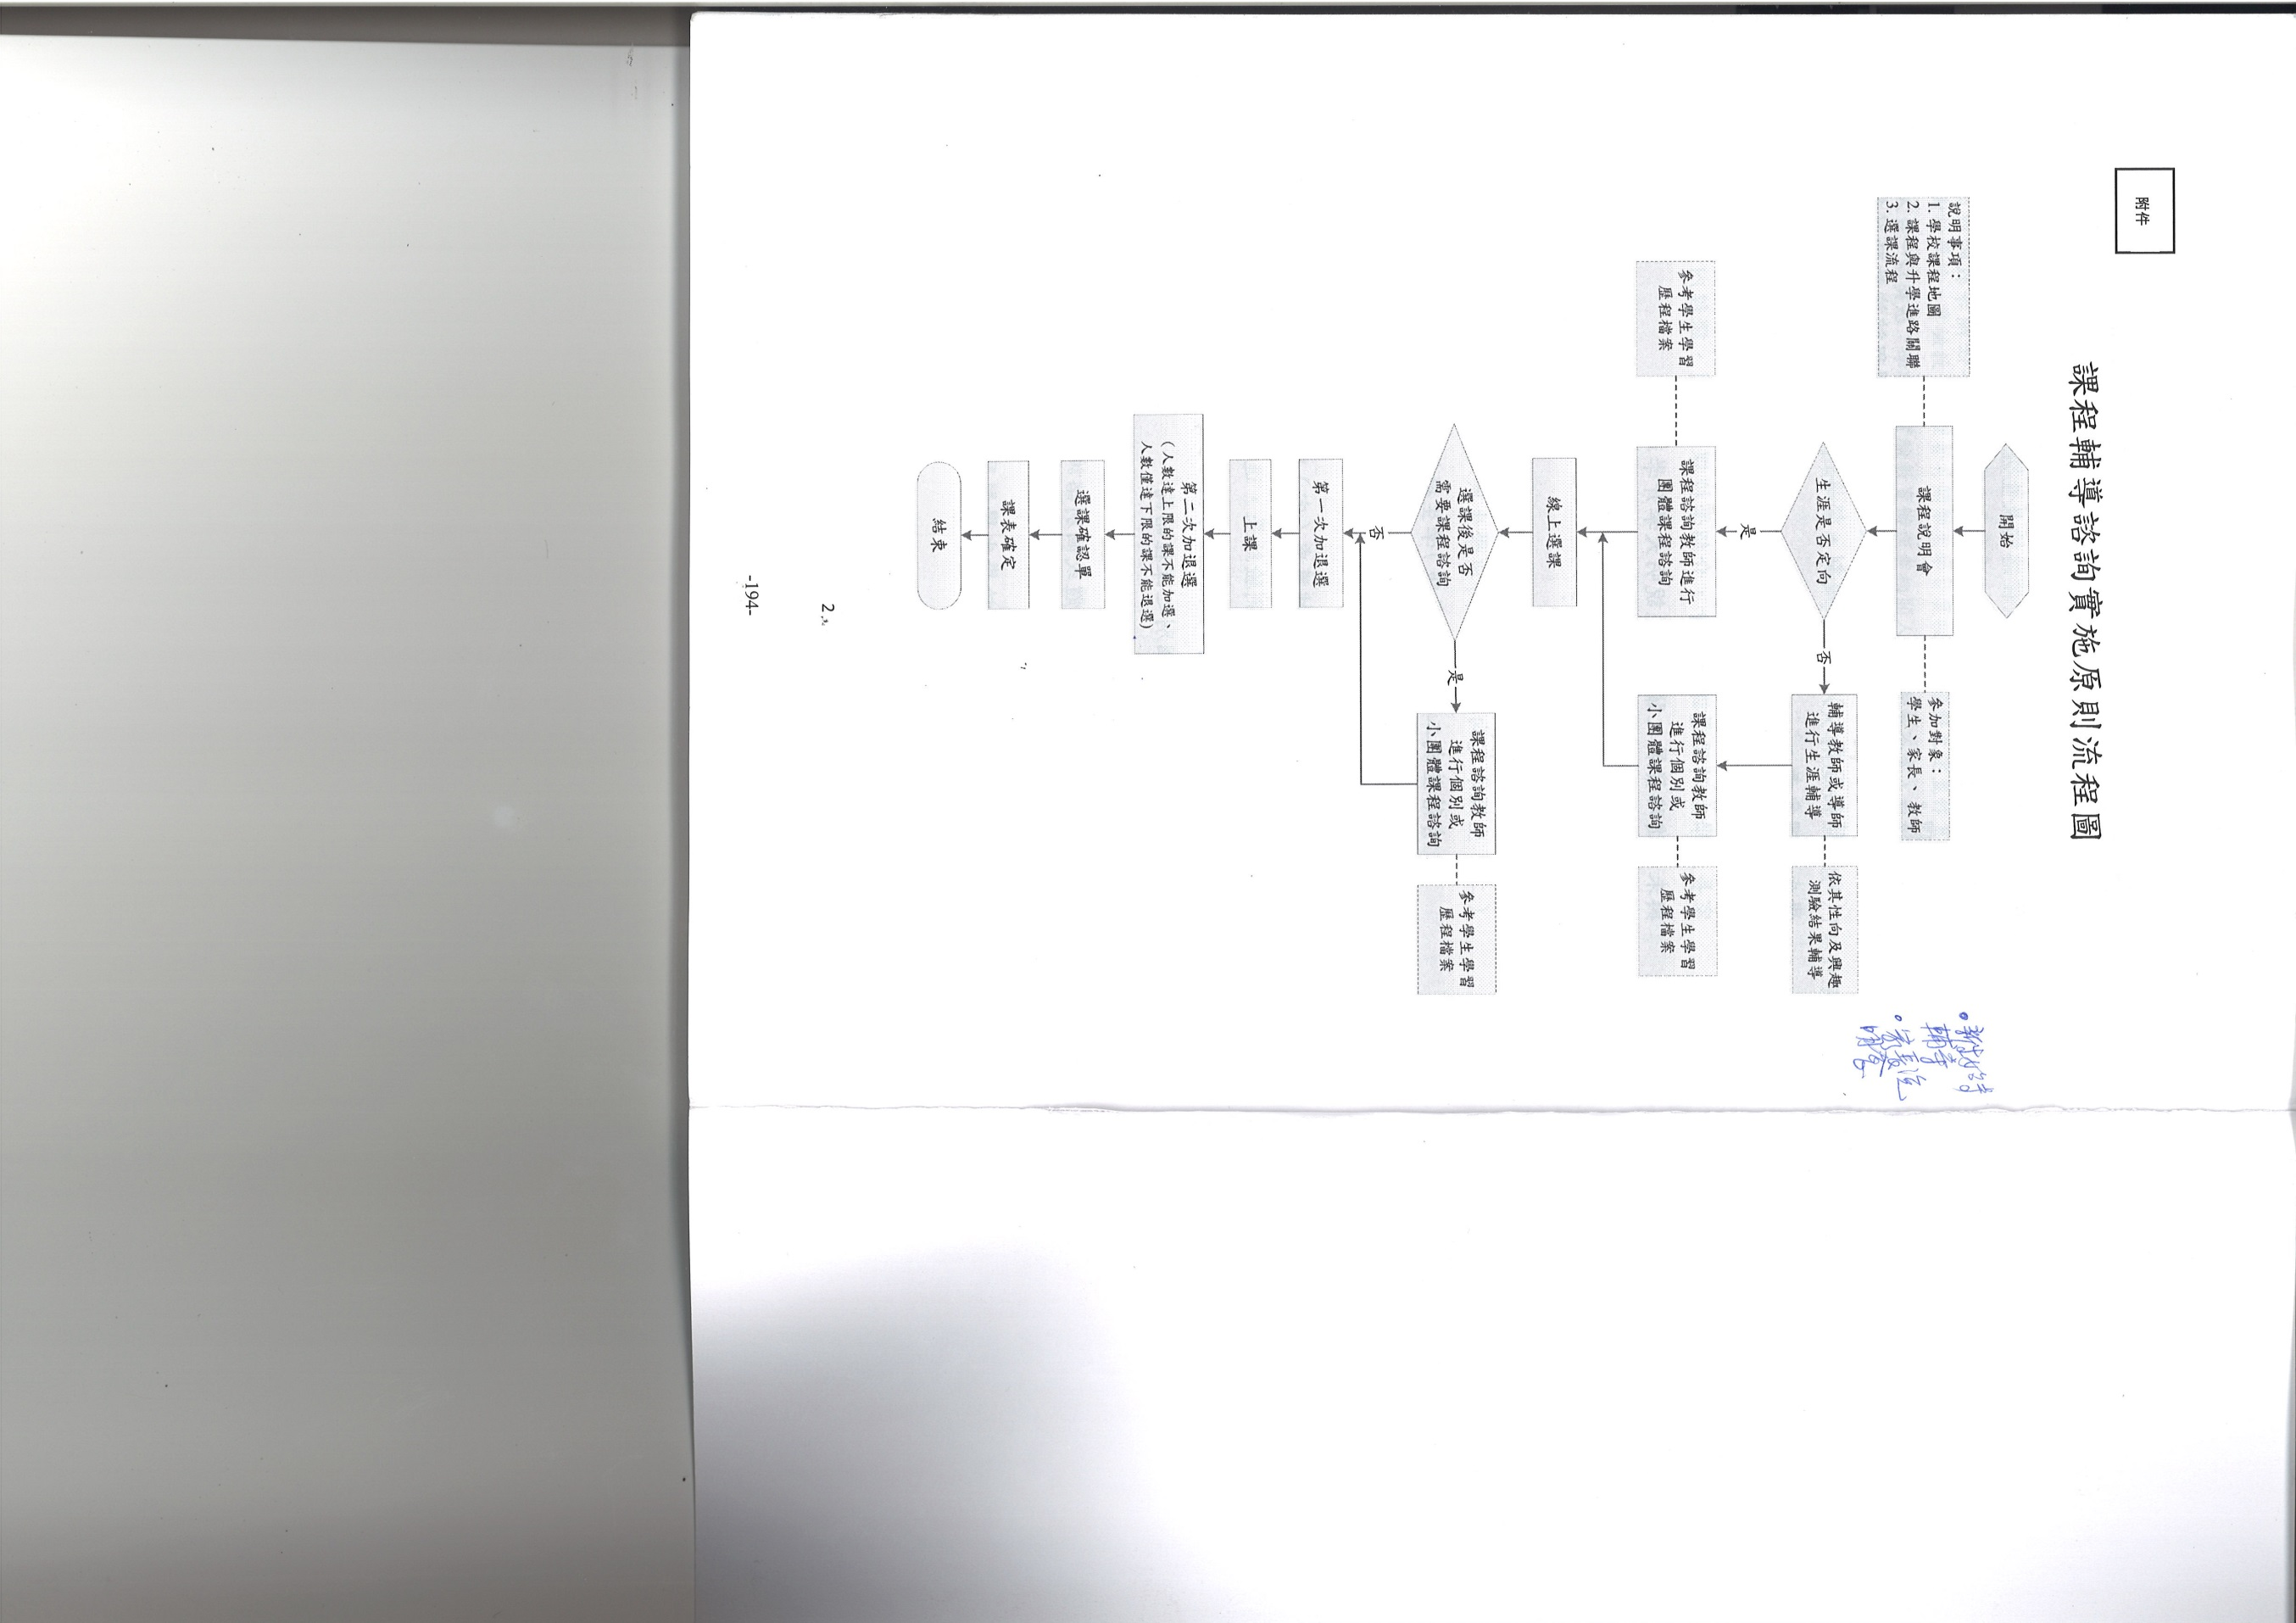 附件
課程輔導諮詢實施原則流程圖
開始
說明事項：
1. 學校課程地圖
2. 課程與升學進路關聯
3. 選課流程
課程說明會
參加對象：
學生、家長、教師
生涯是否定向
否
輔導教師或導師
進行生涯輔導
依其性向及興趣
測驗結果輔導
是
參考學生學習
歷程檔案
課程諮詢教師進行
團體課程諮詢
課程諮詢教師
進行個別或
小團體課程諮詢
參考學生學習
歷程檔案
線上選課
選課後是否
需要課程諮詢
是
課程諮詢教師
進行個別或
小團體課程諮詢
參考學生學習
歷程檔案
否
第一次加退選
上課
第二次加退選
（人數達上限的課不能加選、
人數僅達下限的課不能退選）
選課確認單
課表確定
結束
2
-194-